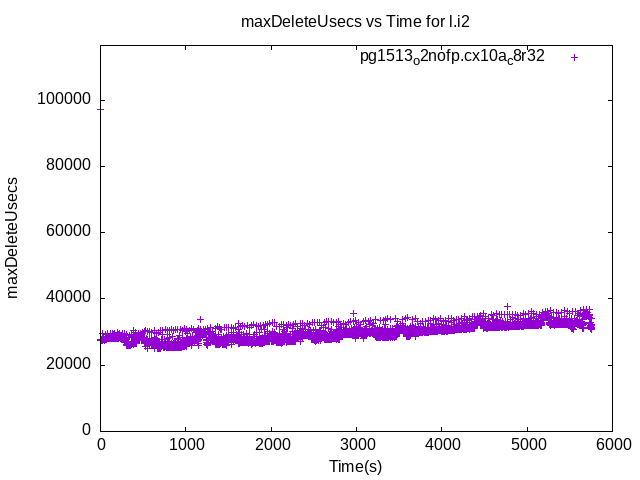 maxDeleteUsecs vs Time for l.i2
pg1513o2nofp.cx10ac8r32
100000
80000
60000
40000
20000
0
maxDeleteUsecs
0 1000 2000 3000 4000 5000 6000
Time(s)